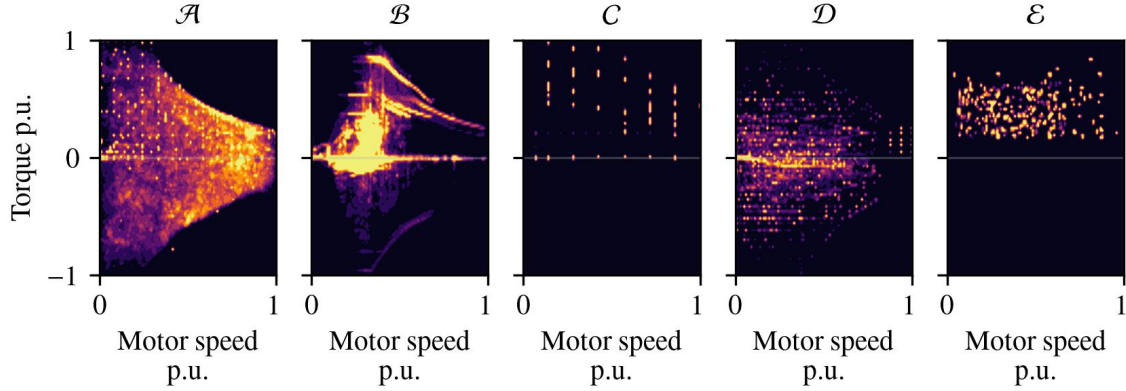 𝒜 ℬ 𝒞 𝒟 ℰ
Torque p.u.
1
0
−1
0 1 0 1 0 1 0 1 0 1
Motor speed Motor speed Motor speed Motor speed Motor speed
p.u. p.u. p.u. p.u. p.u.